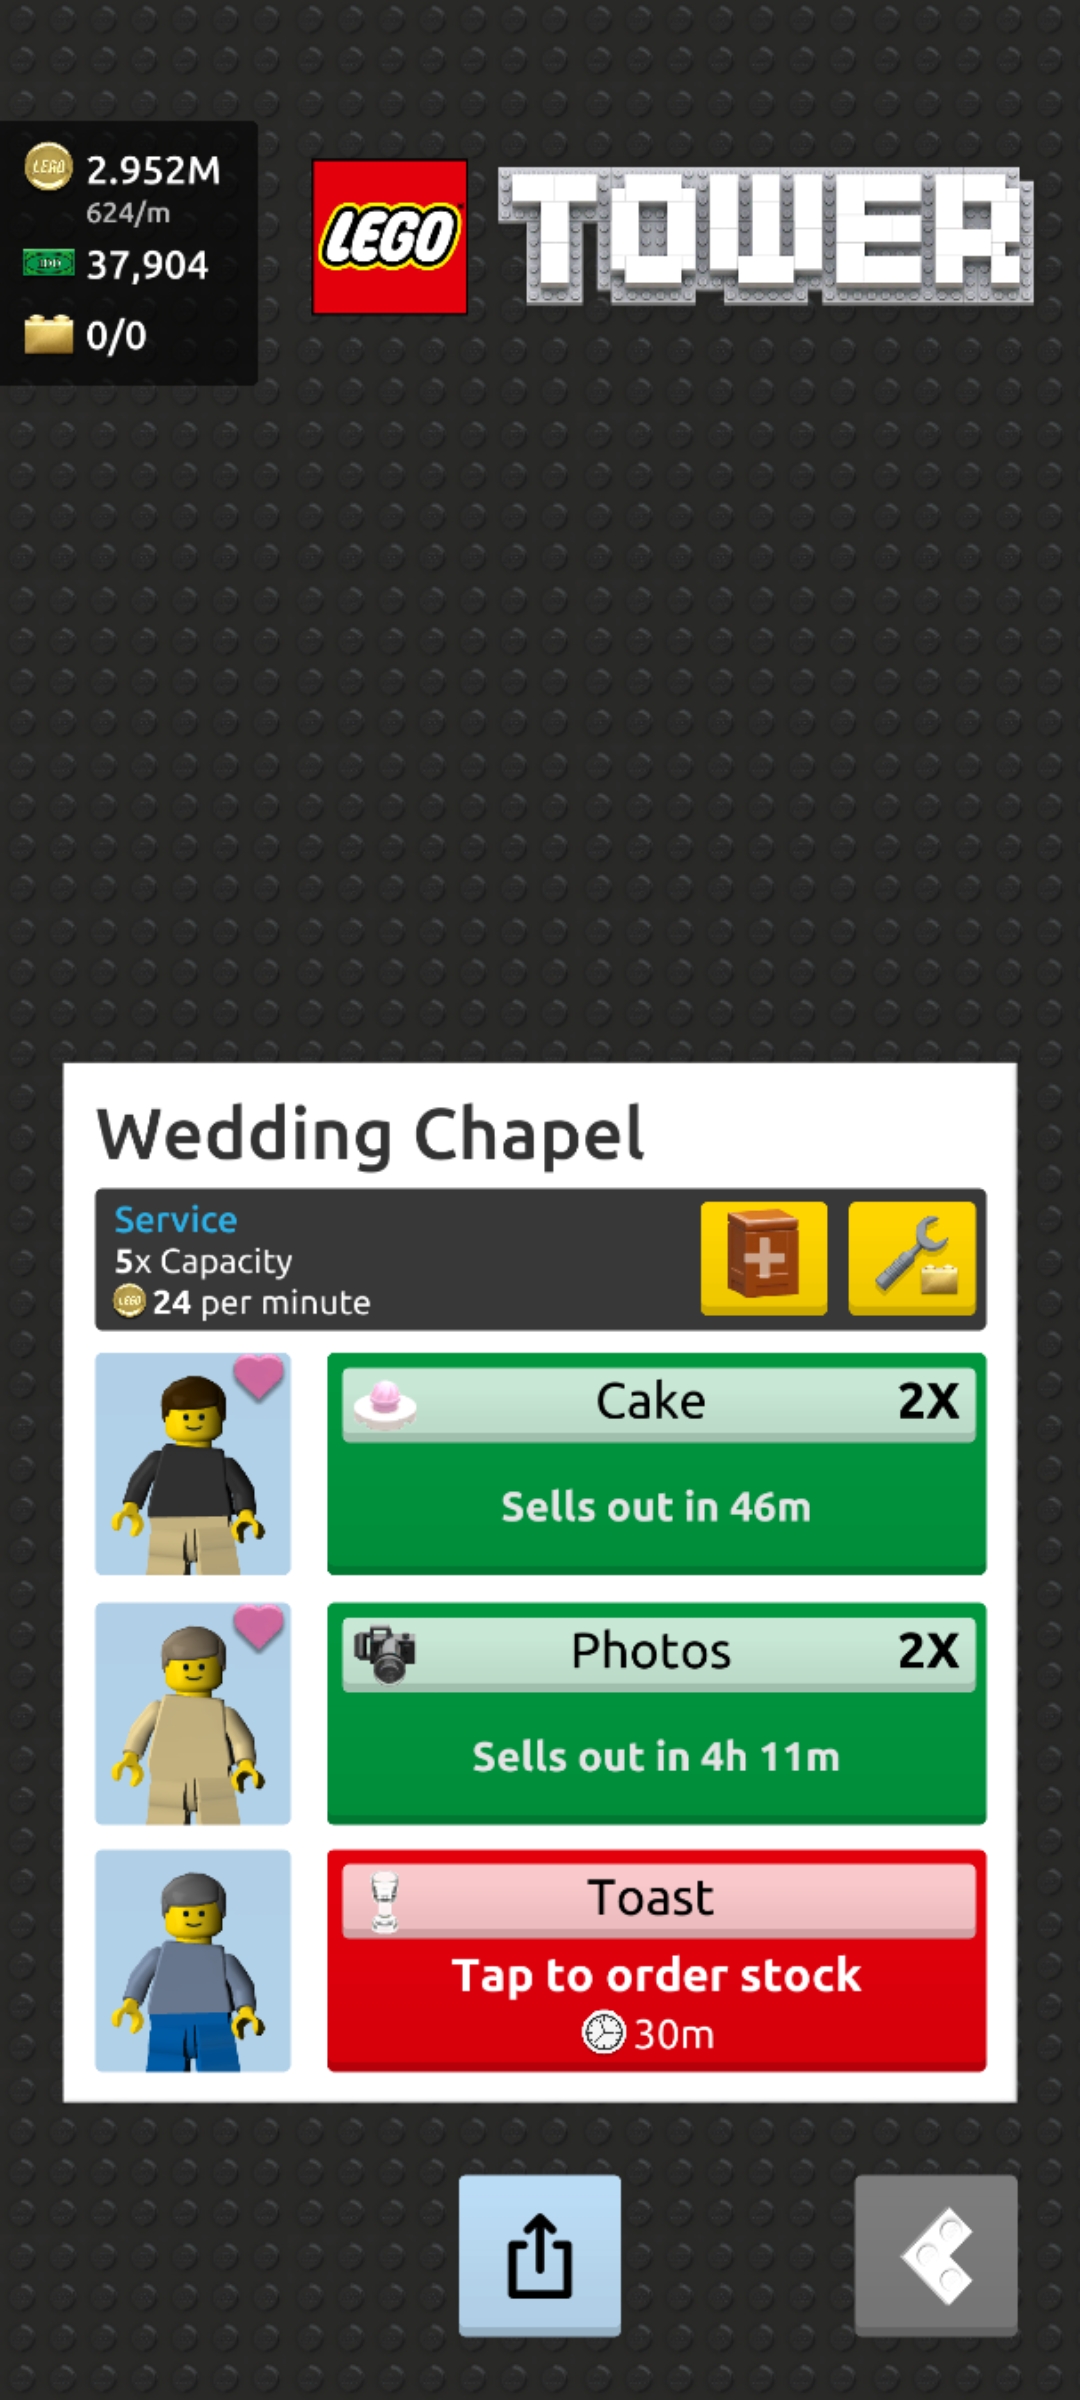 2.952M
624/m
37,904
0/0
LEGO TOWER
Wedding Chapel
Service
5x Capacity
24 per minute
Cake 2X
Sells out in 46m
Photos 2X
Sells out in 4h 11m
Toast
Tap to order stock
30m